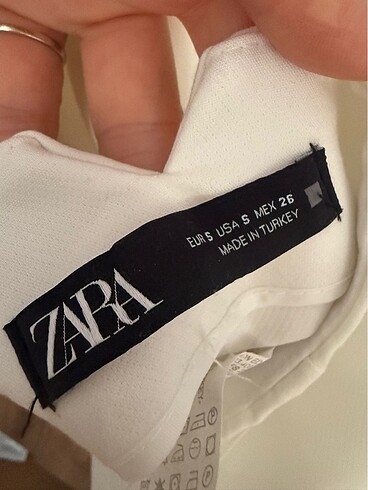 ZARA
EUR S USA S MEX 26
MADE IN TURKEY